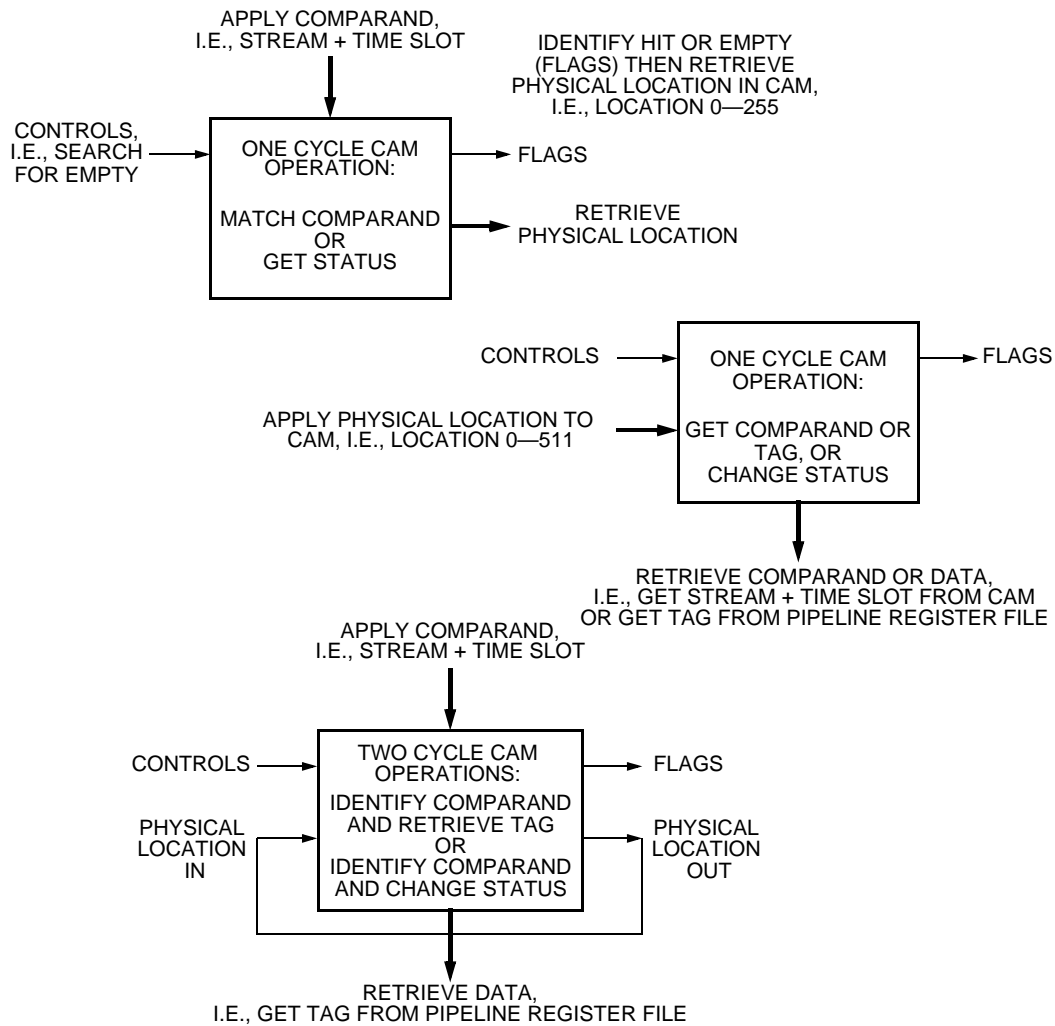 APPLY COMPARAND,
I.E., STREAM + TIME SLOT
IDENTIFY HIT OR EMPTY
(FLAGS) THEN RETRIEVE
PHYSICAL LOCATION IN CAM,
I.E., LOCATION 0—255
CONTROLS,
I.E., SEARCH
FOR EMPTY
ONE CYCLE CAM
OPERATION:
MATCH COMPARAND
OR
GET STATUS
FLAGS
RETRIEVE
PHYSICAL LOCATION
CONTROLS
APPLY PHYSICAL LOCATION TO
CAM, I.E., LOCATION 0—511
ONE CYCLE CAM
OPERATION:
GET COMPARAND OR
TAG, OR
CHANGE STATUS
FLAGS
RETRIEVE COMPARAND OR DATA,
I.E., GET STREAM + TIME SLOT FROM CAM
OR GET TAG FROM PIPELINE REGISTER FILE
APPLY COMPARAND,
I.E., STREAM + TIME SLOT
CONTROLS
PHYSICAL
LOCATION
IN
TWO CYCLE CAM
OPERATIONS:
IDENTIFY COMPARAND
AND RETRIEVE TAG
OR
IDENTIFY COMPARAND
AND CHANGE STATUS
FLAGS
PHYSICAL
LOCATION
OUT
RETRIEVE DATA,
I.E., GET TAG FROM PIPELINE REGISTER FILE